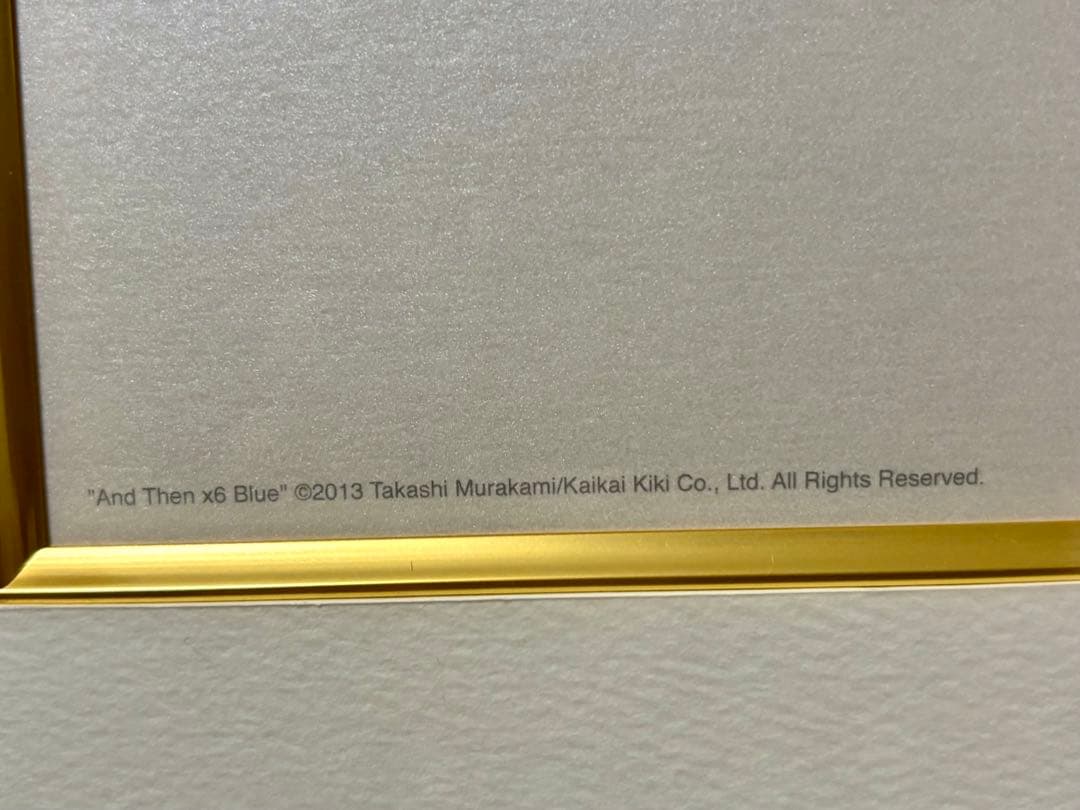 "And Then x6 Blue" ©2013 Takashi Murakami/Kaikai Kiki Co., Ltd. All Rights Reserved.